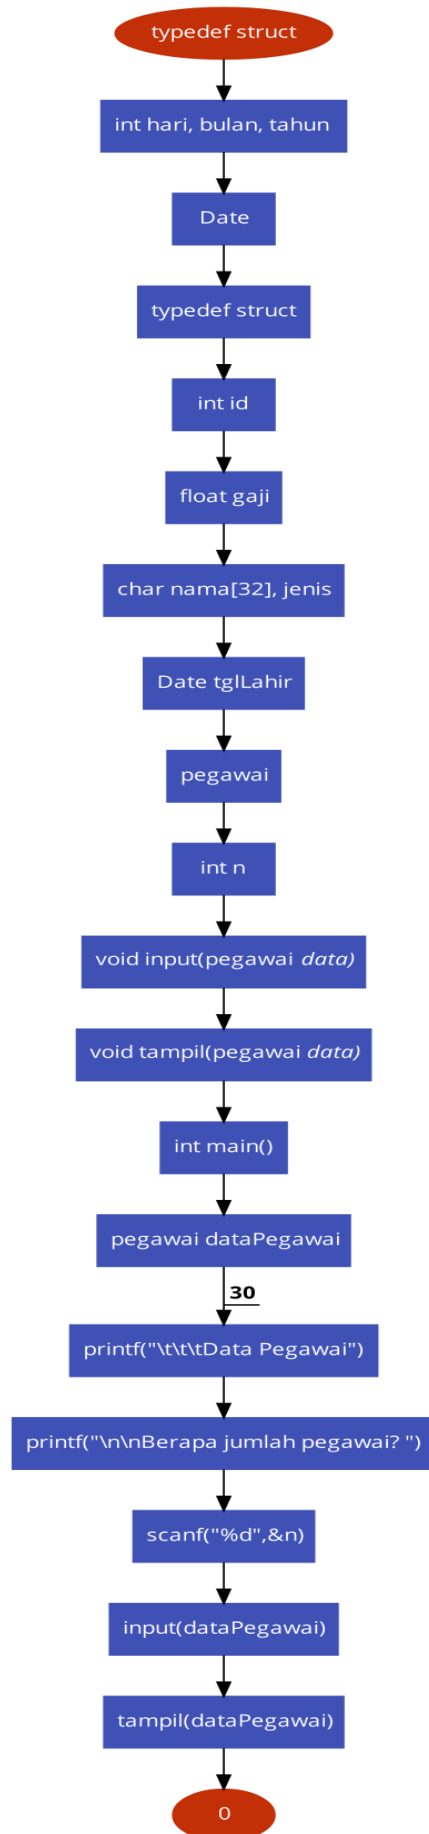 typedef struct
int hari, bulan, tahun
Date
typedef struct
int id
float gaji
char nama[32], jenis
Date tglLahir
pegawai
int n
void input(pegawai data)
void tampil(pegawai data)
int main()
pegawai dataPegawai
30
printf("\t\t\tData Pegawai")
printf("\n\nBerapa jumlah pegawai? ")
scanf("%d",&n)
input(dataPegawai)
tampil(dataPegawai)
0